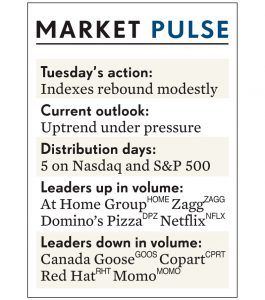 MARKET PULSE
Tuesday's action:
Indexes rebound modestly
Current outlook:
Uptrend under pressure
Distribution days:
5 on Nasdaq and S&P 500
Leaders up in volume:
At Home Group HOME Zagg ZAGG
Domino's Pizza DPZ Netflix NFLX
Leaders down in volume:
Canada Goose GOOS Copart CPRT
Red Hat RHT Momo MOMO